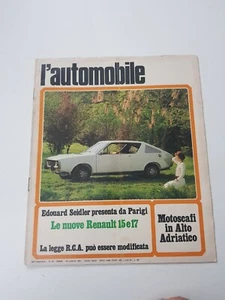 l'automobile
Edouard Seidler presenta da Parigi
Le nuove Renault 15 e 17
La legge R.C.A. può essere modificata
Motoscafi
in Alto
Adriatico